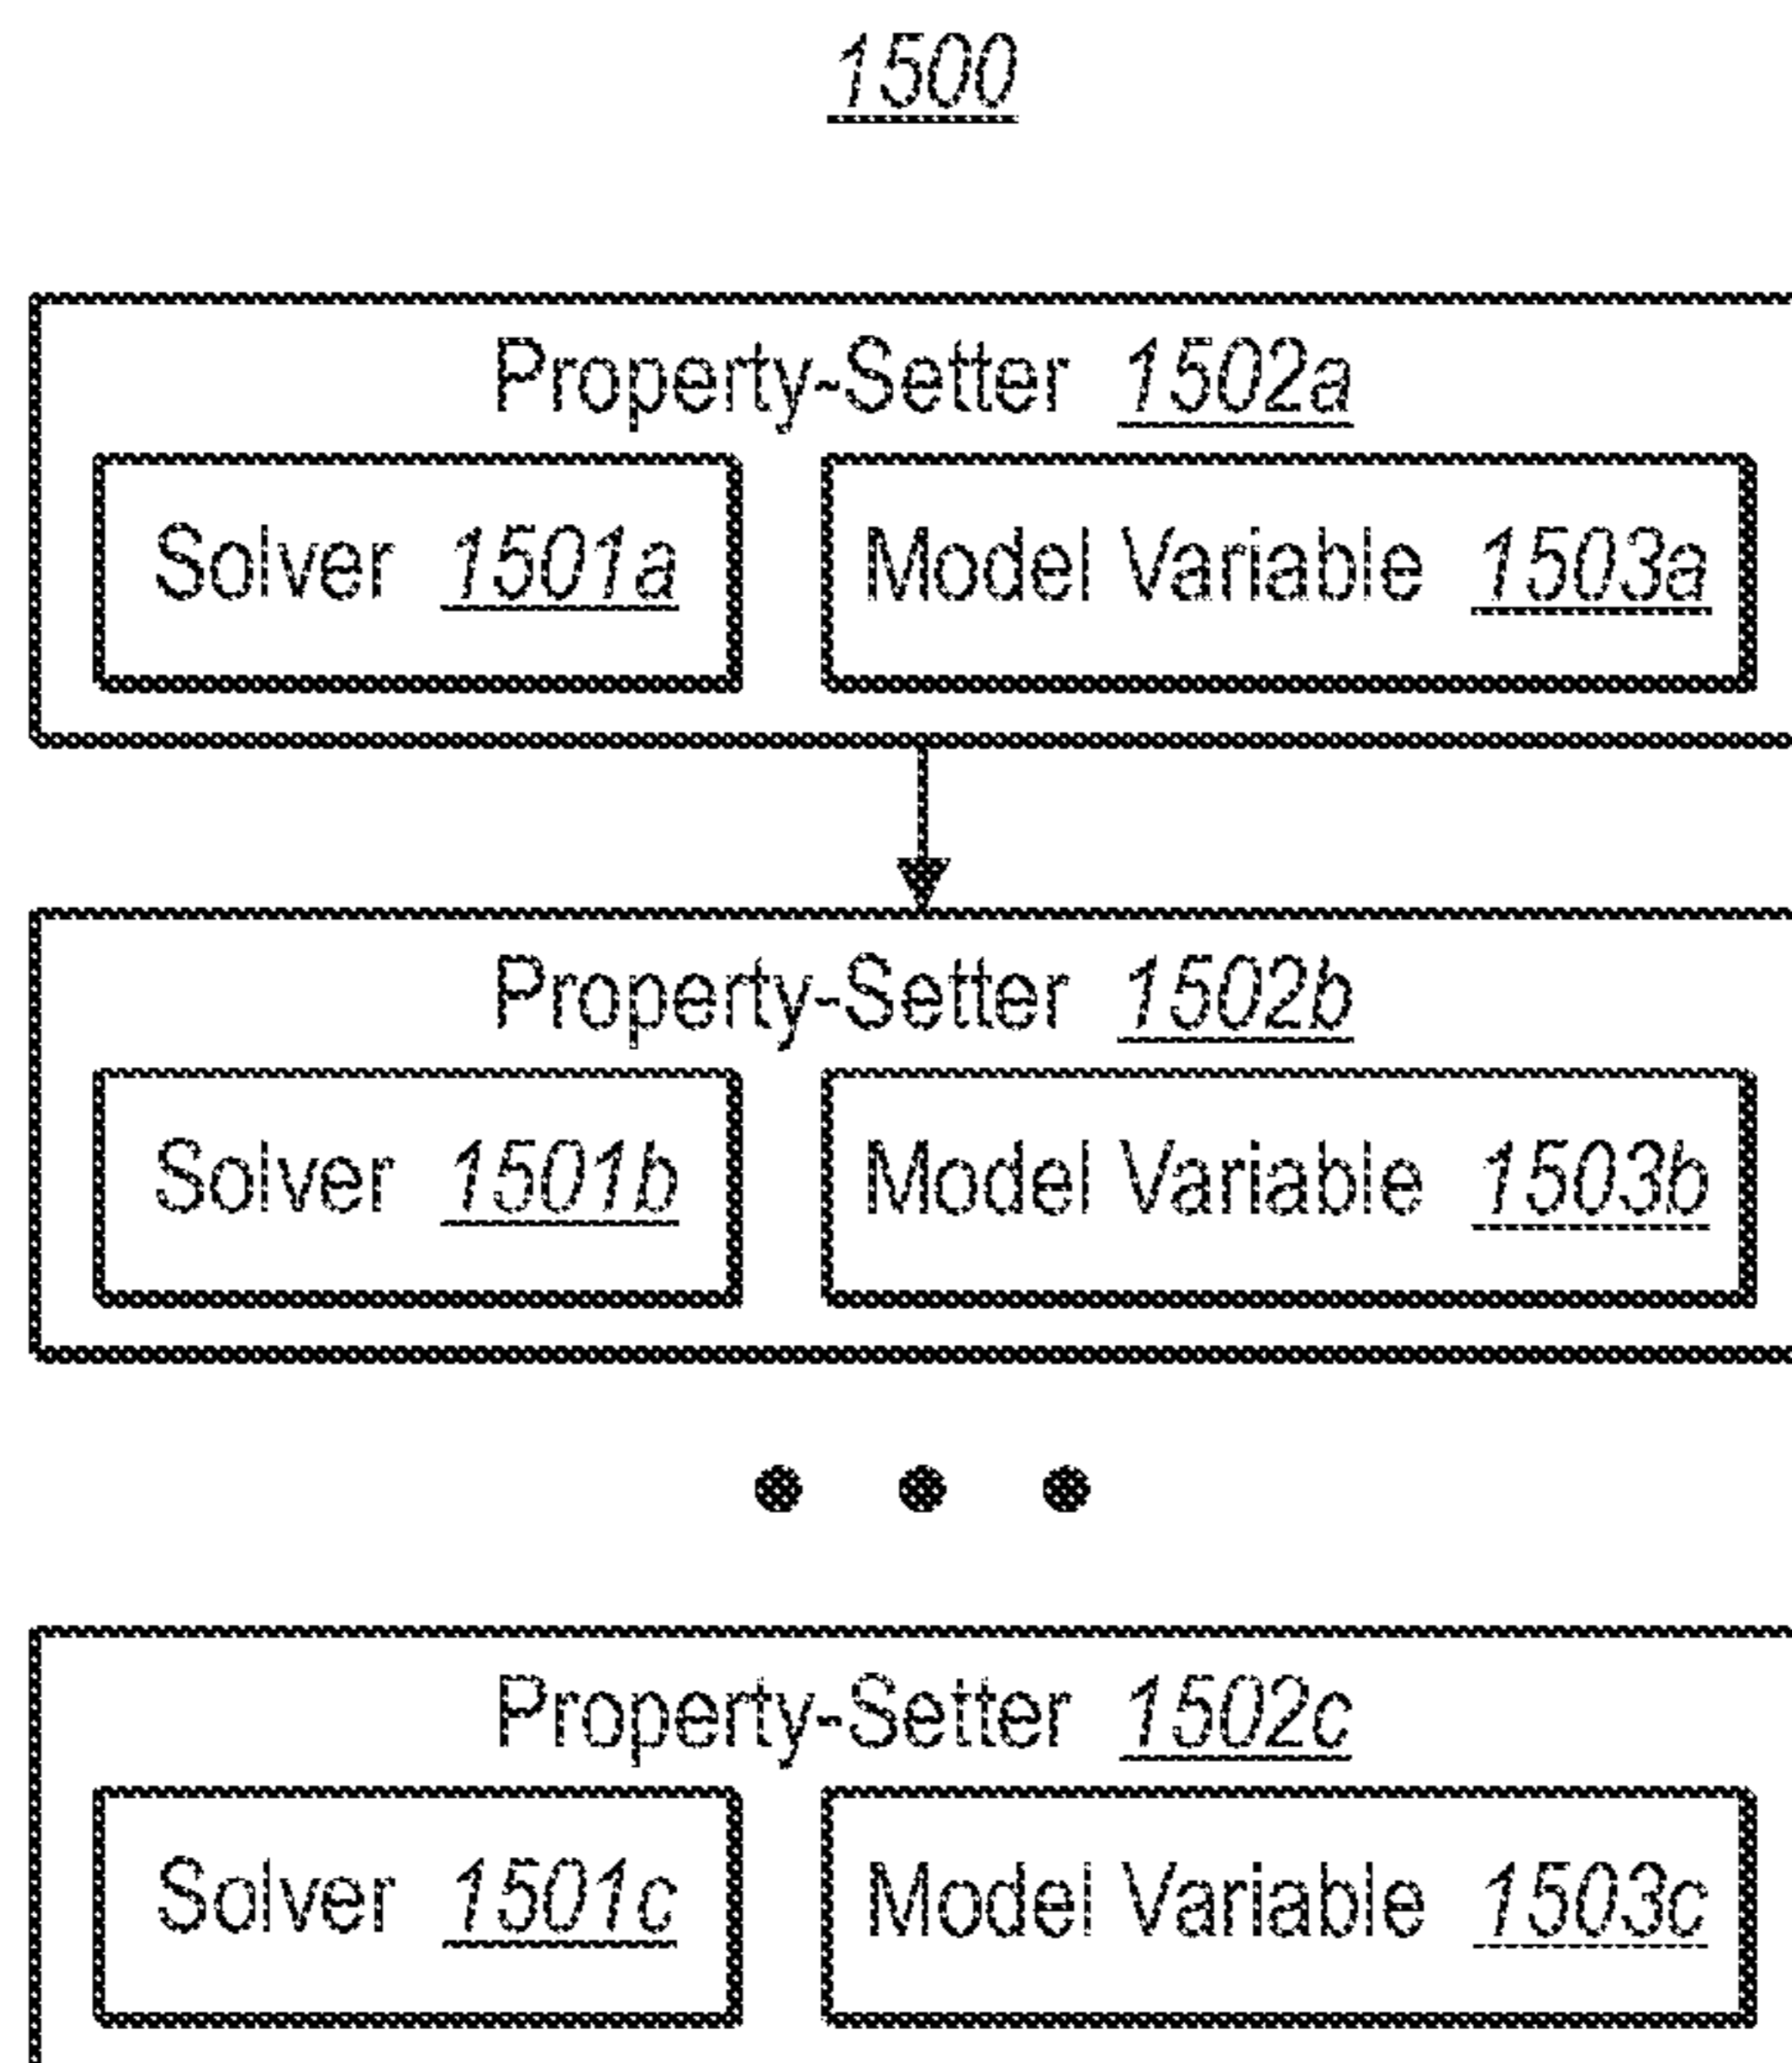 1500
Property-Setter 1502a
Solver 1501a Model Variable 1503a
Property-Setter 1502b
Solver 1501b Model Variable 1503b
Property-Setter 1502c
Solver 1501c Model Variable 1503c